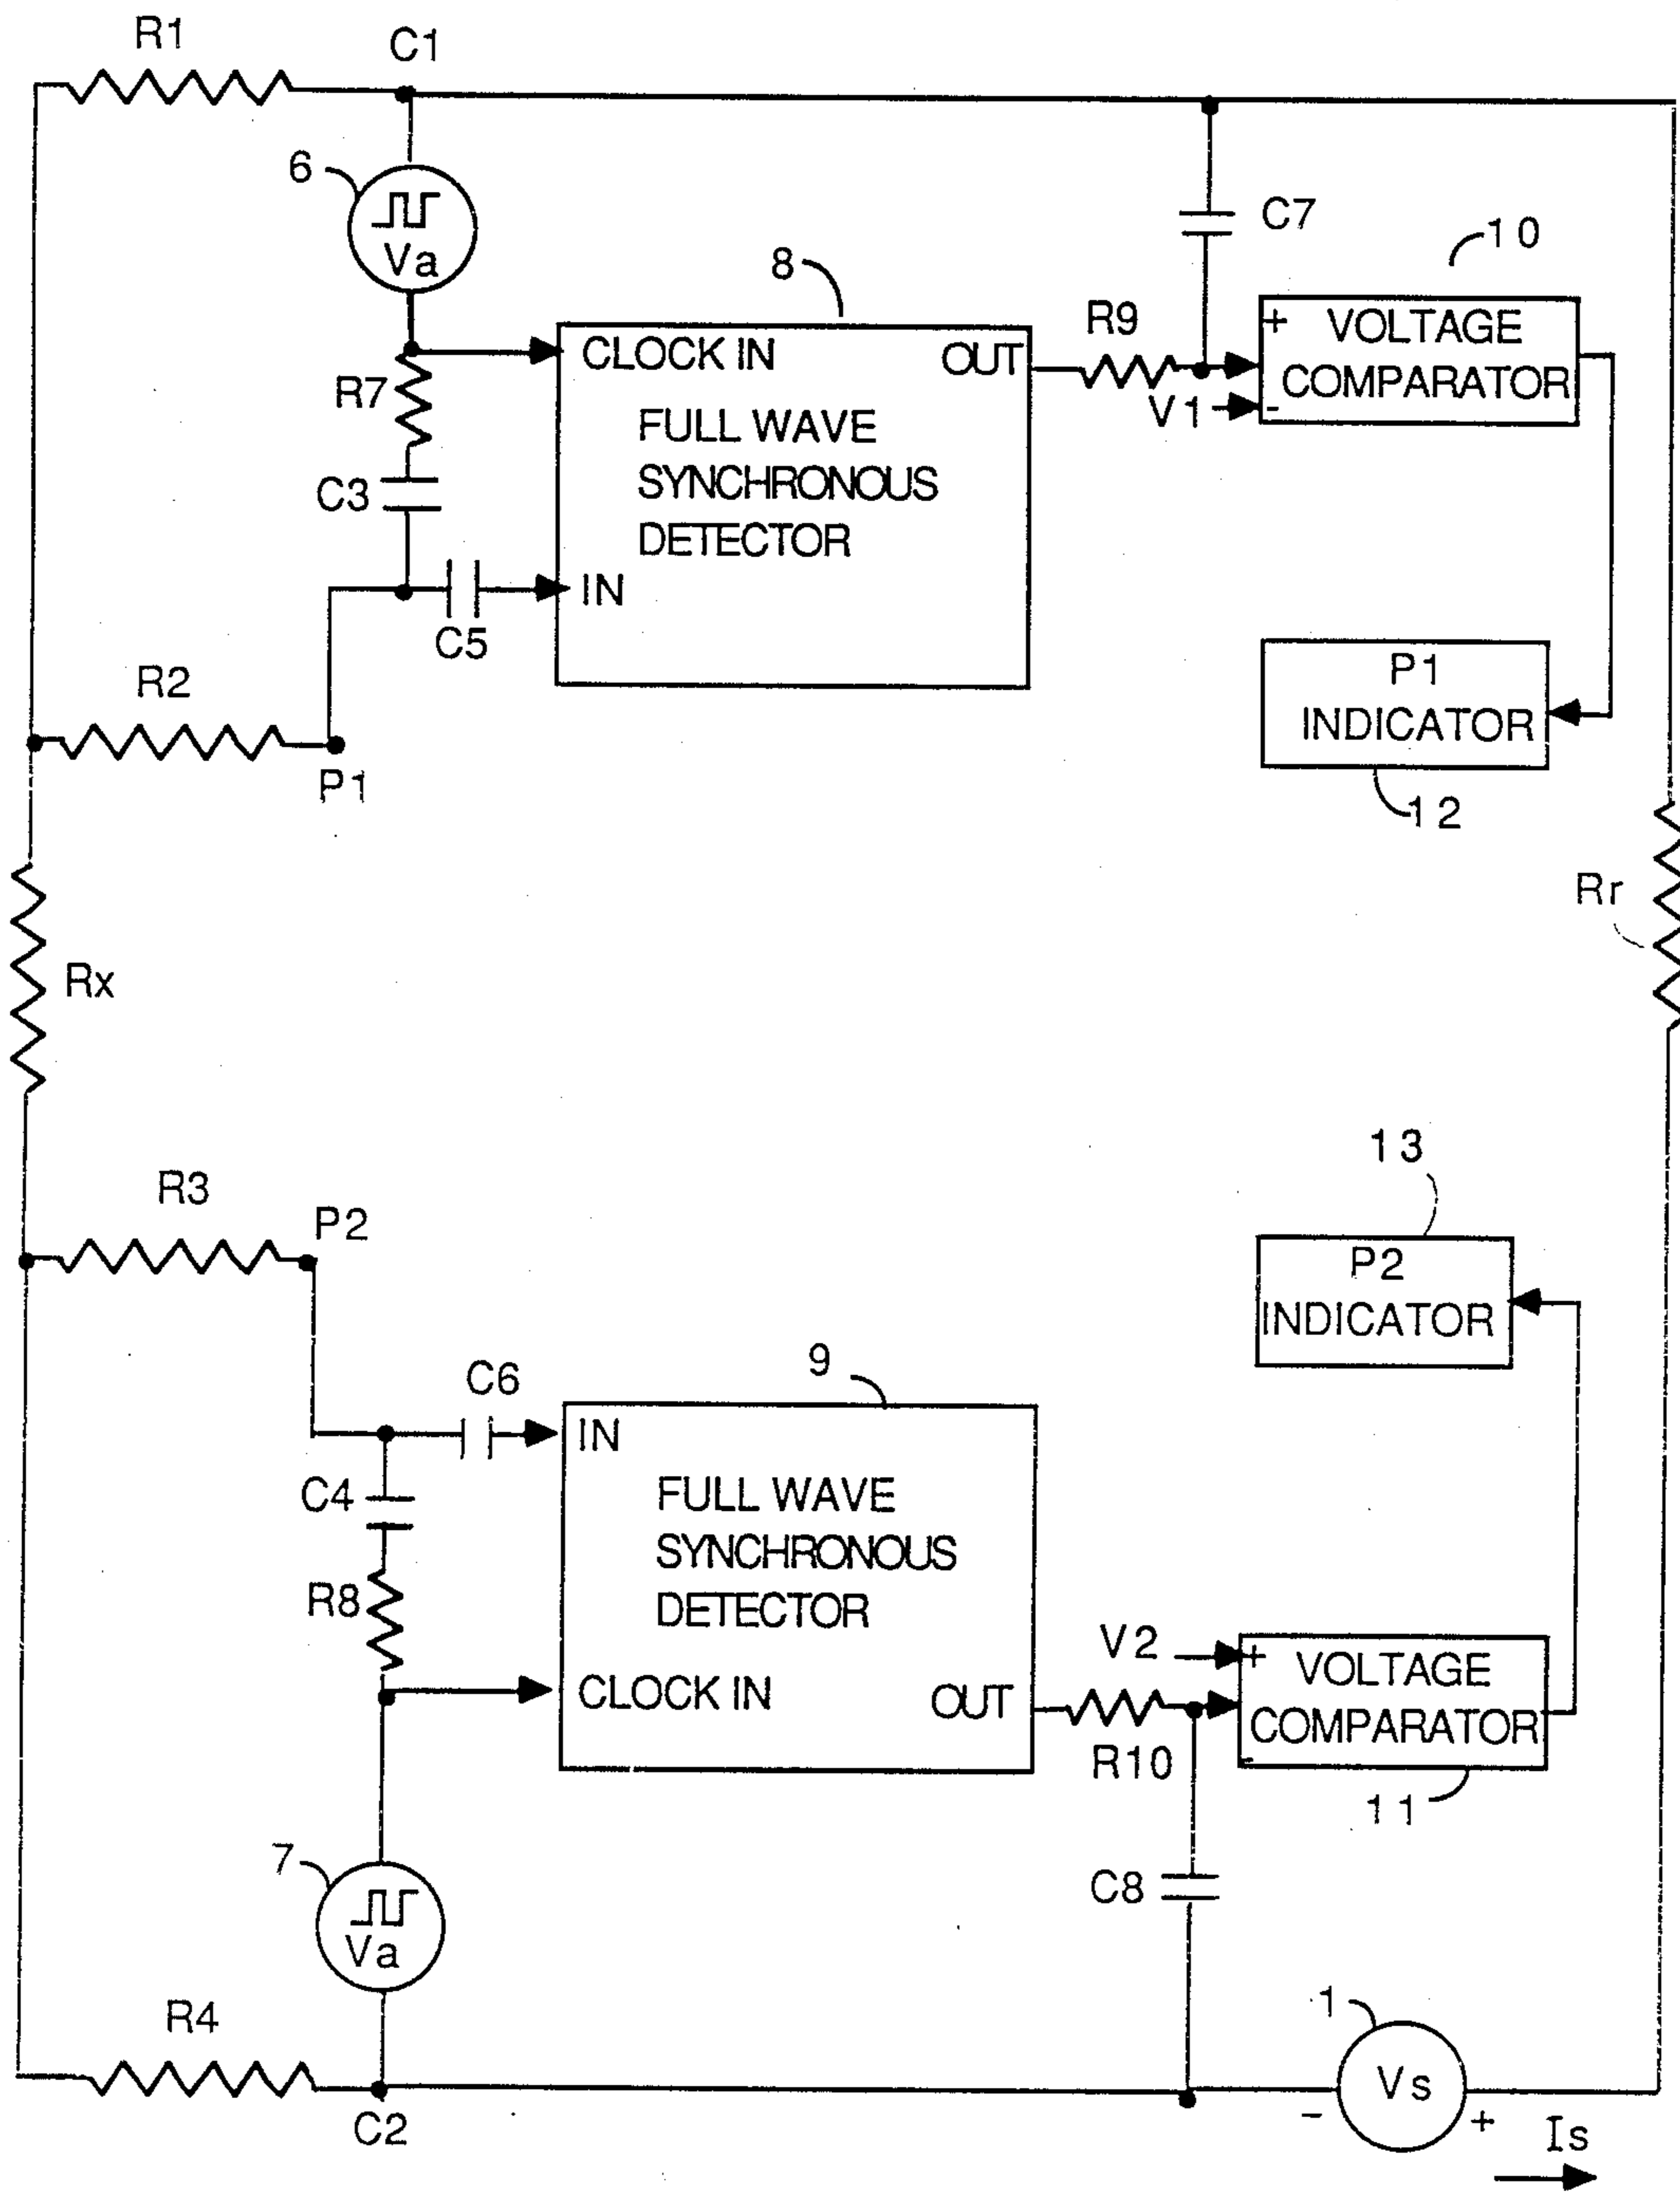 R1
C1
6
Va
C7
10
8
R9
+ VOLTAGE
COMPARATOR
V1
-
CLOCK IN
OUT
R7
FULL WAVE
SYNCHRONOUS
DETECTOR
C3
IN
C5
P1
INDICATOR
R2
P1
12
Rr
Rx
13
R3
P2
P2
INDICATOR
9
C6
IN
C4
FULL WAVE
SYNCHRONOUS
DETECTOR
R8
V2
+ VOLTAGE
COMPARATOR
-
CLOCK IN
OUT
R10
11
7
C8
Va
1
R4
Vs
C2
-
+
Is